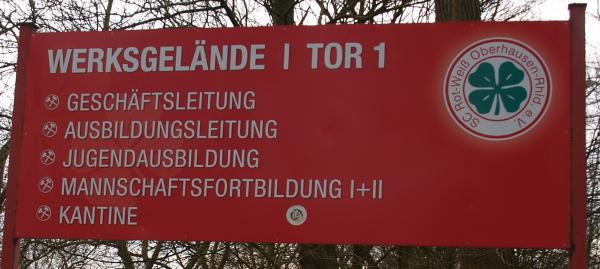 WERKSGELÄNDE | TOR 1
GESCHÄFTSLEITUNG
AUSBILDUNGSLEITUNG
JUGENDAUSBILDUNG
MANNSCHAFTSFORTBILDUNG I+II
KANTINE
SC Rot-Weiß Oberhausen-Rhld. e.V.